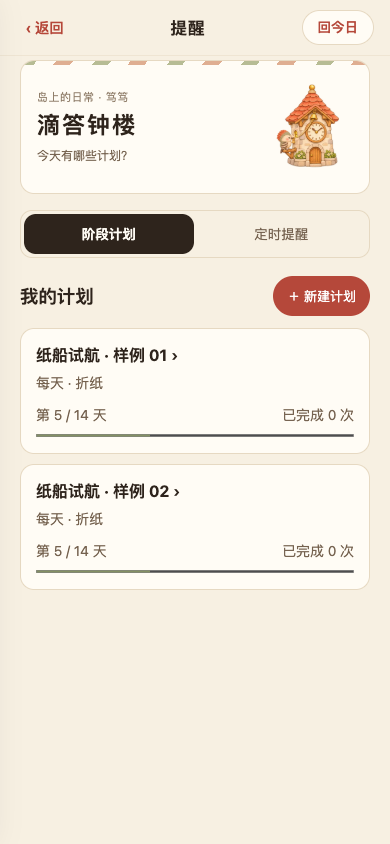 ‹ 返回
提醒
回今日
岛上的日常 · 笃笃
滴答钟楼
今天有哪些计划?
阶段计划
定时提醒
我的计划
＋ 新建计划
纸船试航 · 样例 01 ›
每天 · 折纸
第 5 / 14 天
已完成 0 次
纸船试航 · 样例 02 ›
每天 · 折纸
第 5 / 14 天
已完成 0 次